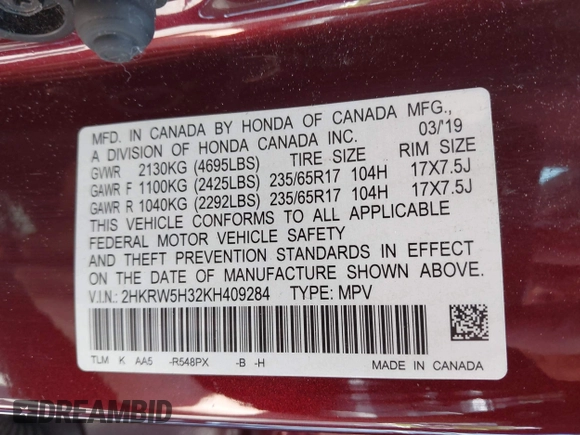 MFD. IN CANADA BY HONDA OF CANADA MFG.,
A DIVISION OF HONDA CANADA INC. 03/'19
GVWR 2130KG (4695LBS) TIRE SIZE RIM SIZE
GAWR F 1100KG (2425LBS) 235/65R17 104H 17X7.5J
GAWR R 1040KG (2292LBS) 235/65R17 104H 17X7.5J
THIS VEHICLE CONFORMS TO ALL APPLICABLE
FEDERAL MOTOR VEHICLE SAFETY
AND THEFT PREVENTION STANDARDS IN EFFECT
ON THE DATE OF MANUFACTURE SHOWN ABOVE.
V.I.N.: 2HKRW5H32KH409284 TYPE: MPV
TLM K AA5 -R548PX -B -H MADE IN CANADA
DREAMBID